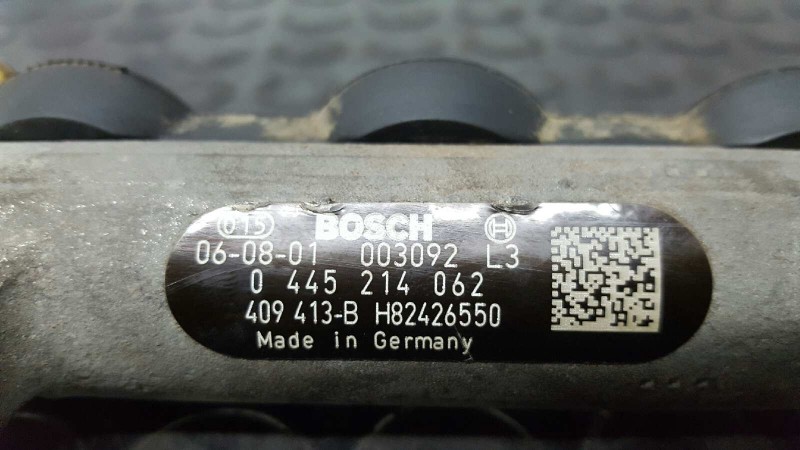 015 BOSCH
06-08-01 003092 L3
0 445 214 062
409 413-B H82426550
Made in Germany